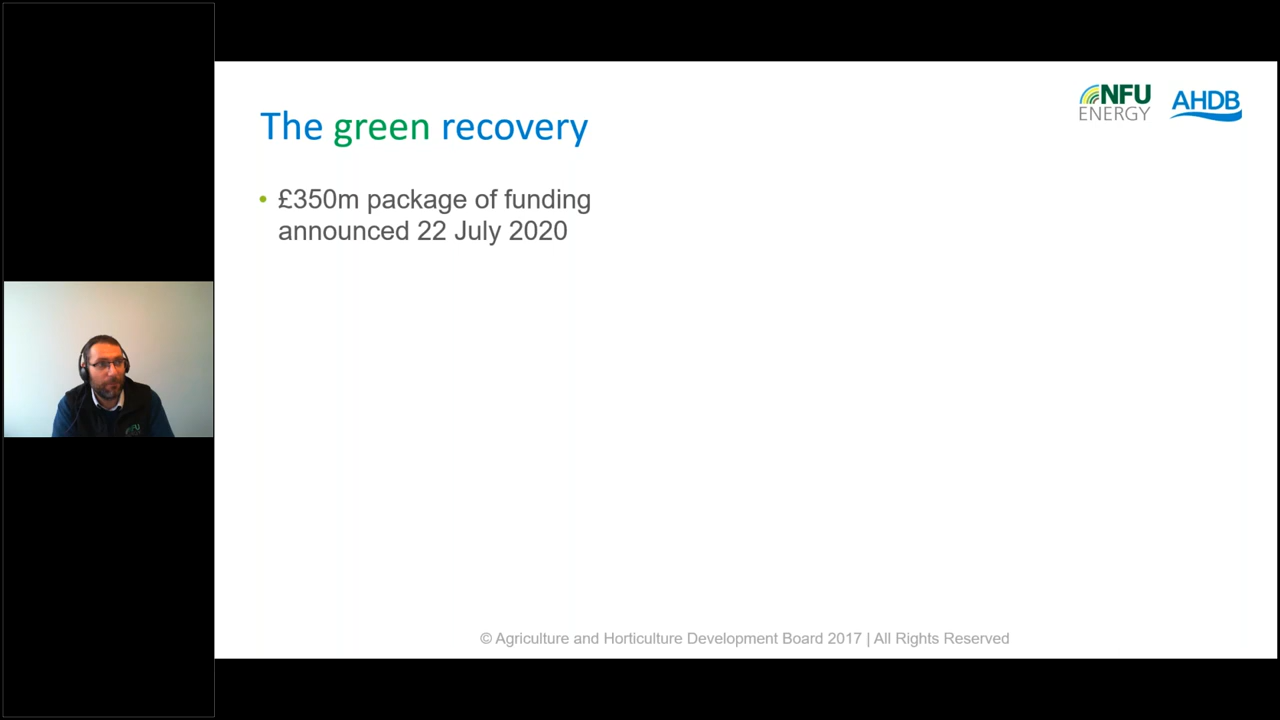 The green recovery
NFU
ENERGY
AHDB
• £350m package of funding
announced 22 July 2020
NFU
© Agriculture and Horticulture Development Board 2017 | All Rights Reserved